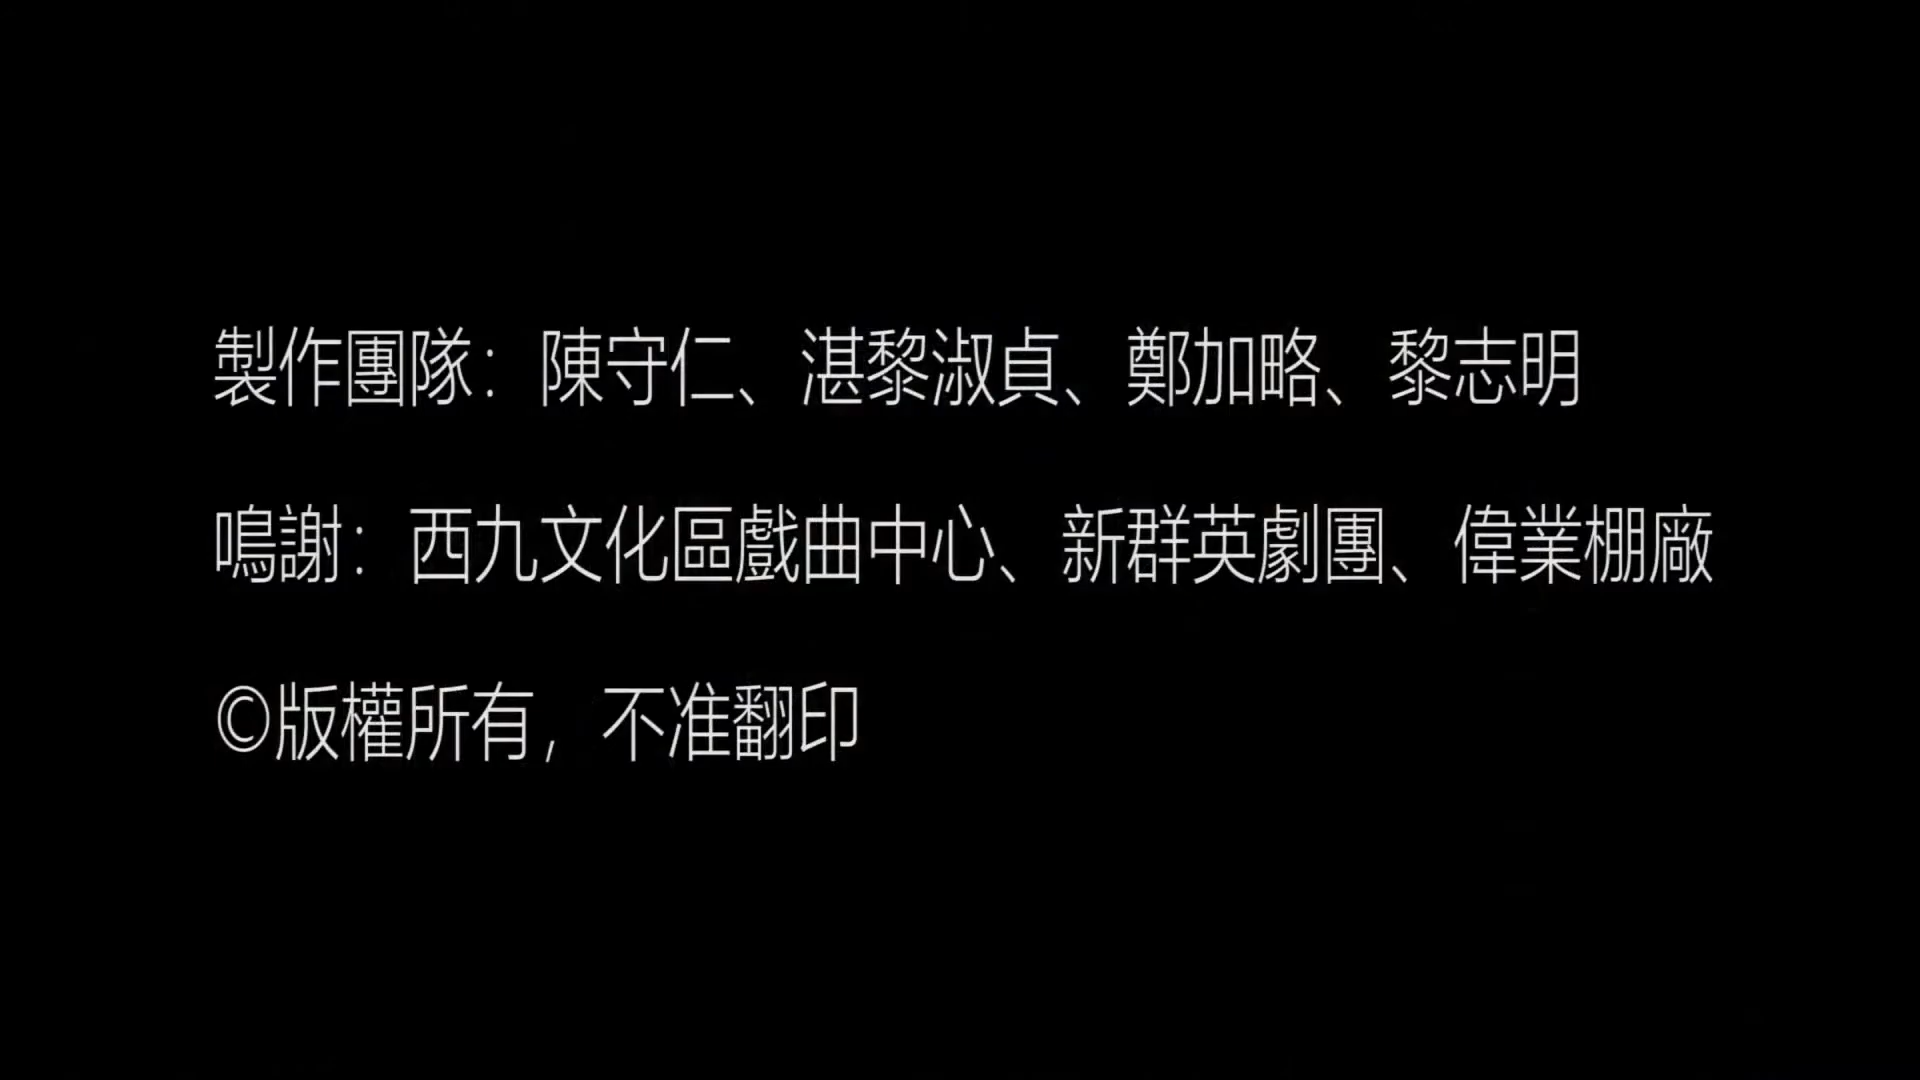 製作團隊：陳守仁、湛黎淑貞、鄭加略、黎志明
鳴謝：西九文化區戲曲中心、新群英劇團、偉業棚廠
©版權所有，不准翻印